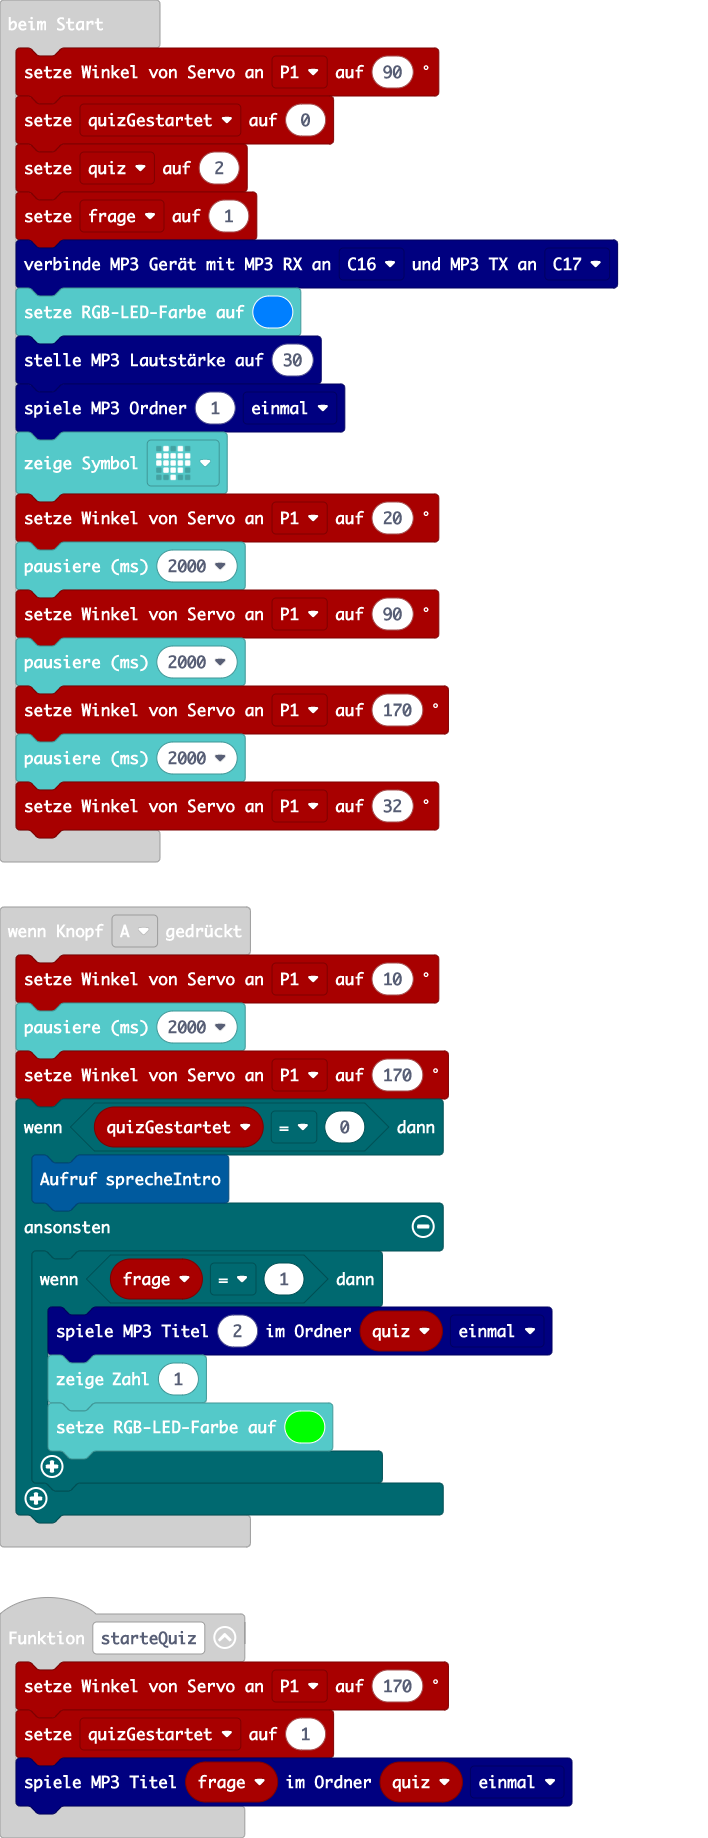 beim Start
setze Winkel von Servo an P1 auf 90 °
setze quizGestartet auf 0
setze quiz auf 2
setze frage auf 1
verbinde MP3 Gerät mit MP3 RX an C16 und MP3 TX an C17
setze RGB-LED-Farbe auf
stelle MP3 Lautstärke auf 30
spiele MP3 Ordner 1 einmal
zeige Symbol
setze Winkel von Servo an P1 auf 20 °
pausiere (ms) 2000
setze Winkel von Servo an P1 auf 90 °
pausiere (ms) 2000
setze Winkel von Servo an P1 auf 170 °
pausiere (ms) 2000
setze Winkel von Servo an P1 auf 32 °
wenn Knopf A gedrückt
setze Winkel von Servo an P1 auf 10 °
pausiere (ms) 2000
setze Winkel von Servo an P1 auf 170 °
wenn quizGestartet = 0 dann
Aufruf sprecheIntro
ansonsten
wenn frage = 1 dann
spiele MP3 Titel 2 im Ordner quiz einmal
zeige Zahl 1
setze RGB-LED-Farbe auf
Funktion starteQuiz
setze Winkel von Servo an P1 auf 170 °
setze quizGestartet auf 1
spiele MP3 Titel frage im Ordner quiz einmal